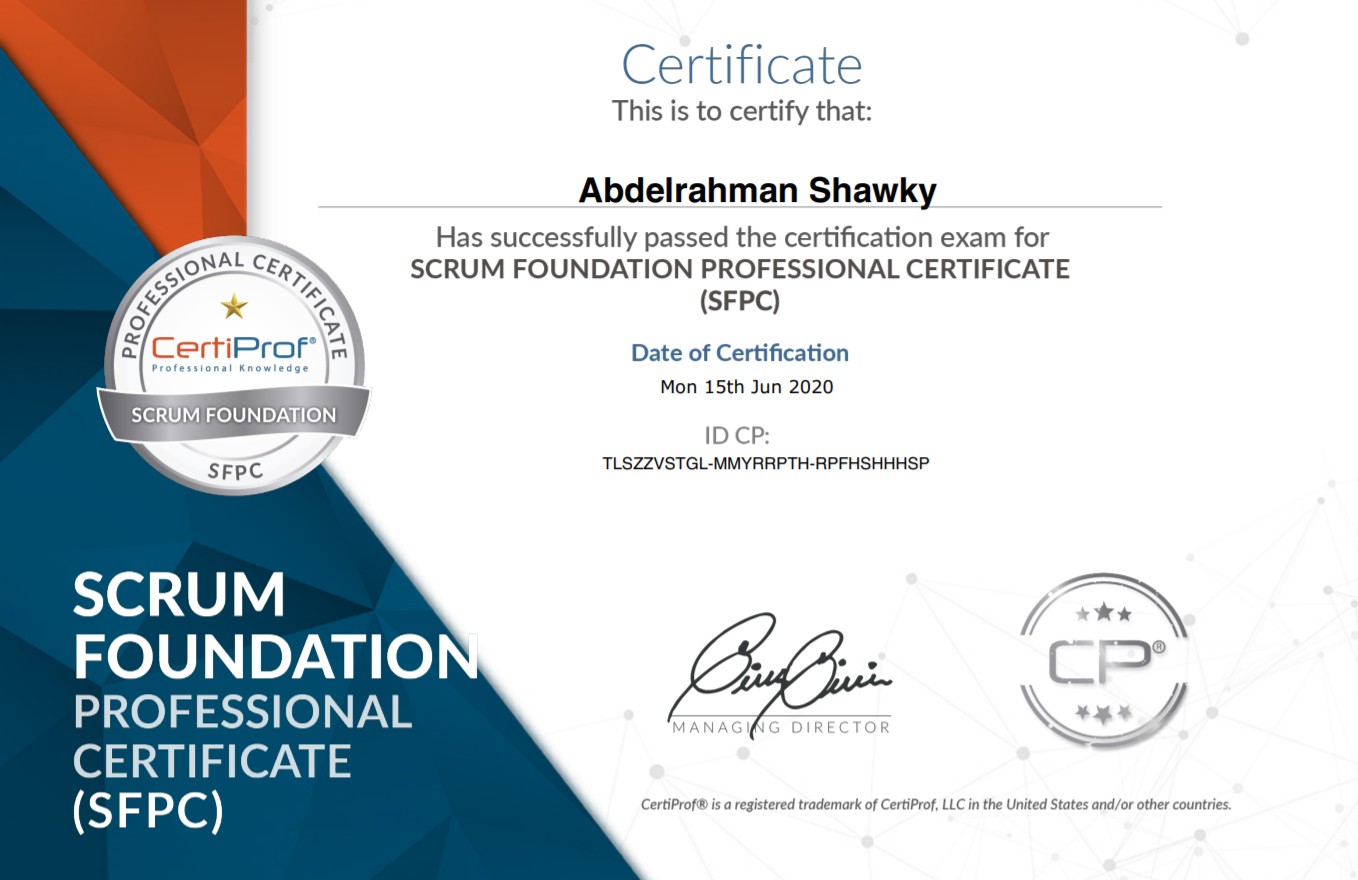 Certificate
This is to certify that:
Abdelrahman Shawky
Has successfully passed the certification exam for
SCRUM FOUNDATION PROFESSIONAL CERTIFICATE
(SFPC)
Date of Certification
Mon 15th Jun 2020
ID CP:
TLSZZVSTGL-MMYRRPTH-RPFHSHHHSP
PROFESSIONAL CERTIFICATE
CertiProf®
Professional Knowledge
SCRUM FOUNDATION
SFPC
SCRUM
FOUNDATION
PROFESSIONAL
CERTIFICATE
(SFPC)
MANAGING DIRECTOR
CP®
CertiProf® is a registered trademark of CertiProf, LLC in the United States and/or other countries.